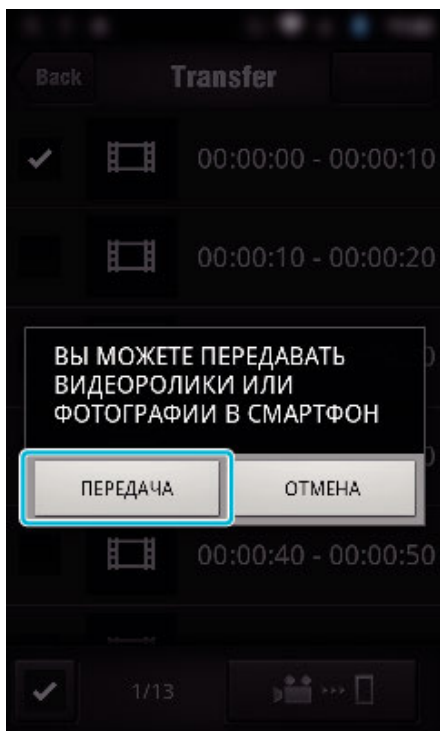 Back Transfer
00:00:00 - 00:00:10
00:00:10 - 00:00:20
ВЫ МОЖЕТЕ ПЕРЕДАВАТЬ
ВИДЕОРОЛИКИ ИЛИ
ФОТОГРАФИИ В СМАРТФОН
ПЕРЕДАЧА ОТМЕНА
00:00:40 - 00:00:50
1/13